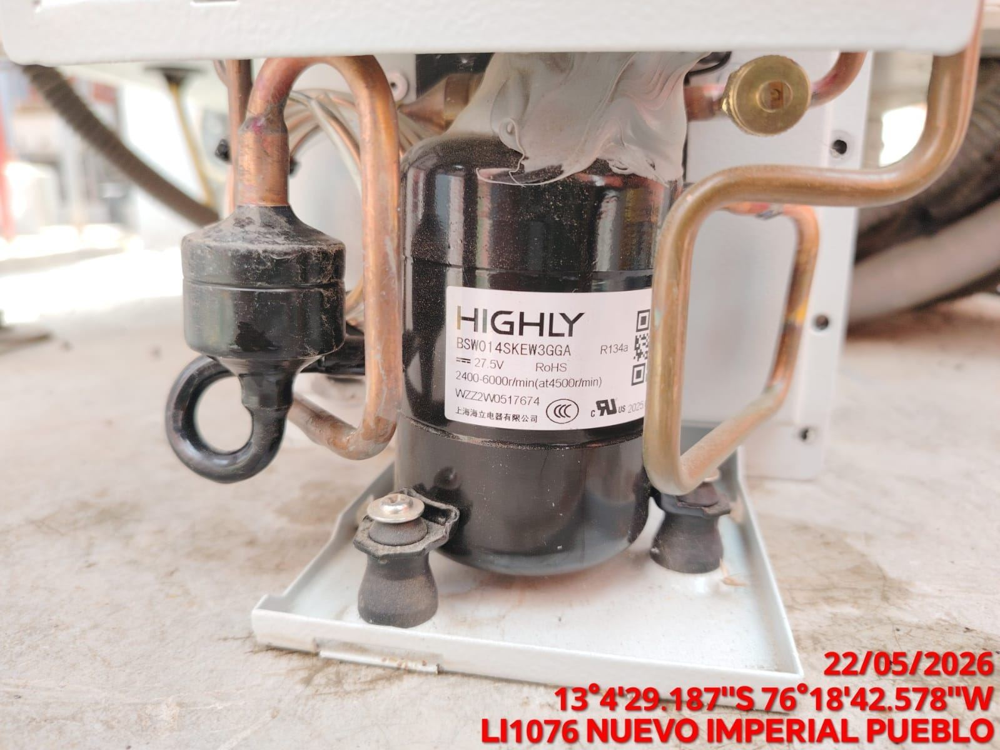 HIGHLY
BSW014SKEW3GGA R134a
27.5V RoHS
2400-6000r/min(at4500r/min)
WZZ2W0517674
上海海立电器有限公司 CCC c RU US 2025
22/05/2026
13°4'29.187"S 76°18'42.578"W
LI1076 NUEVO IMPERIAL PUEBLO